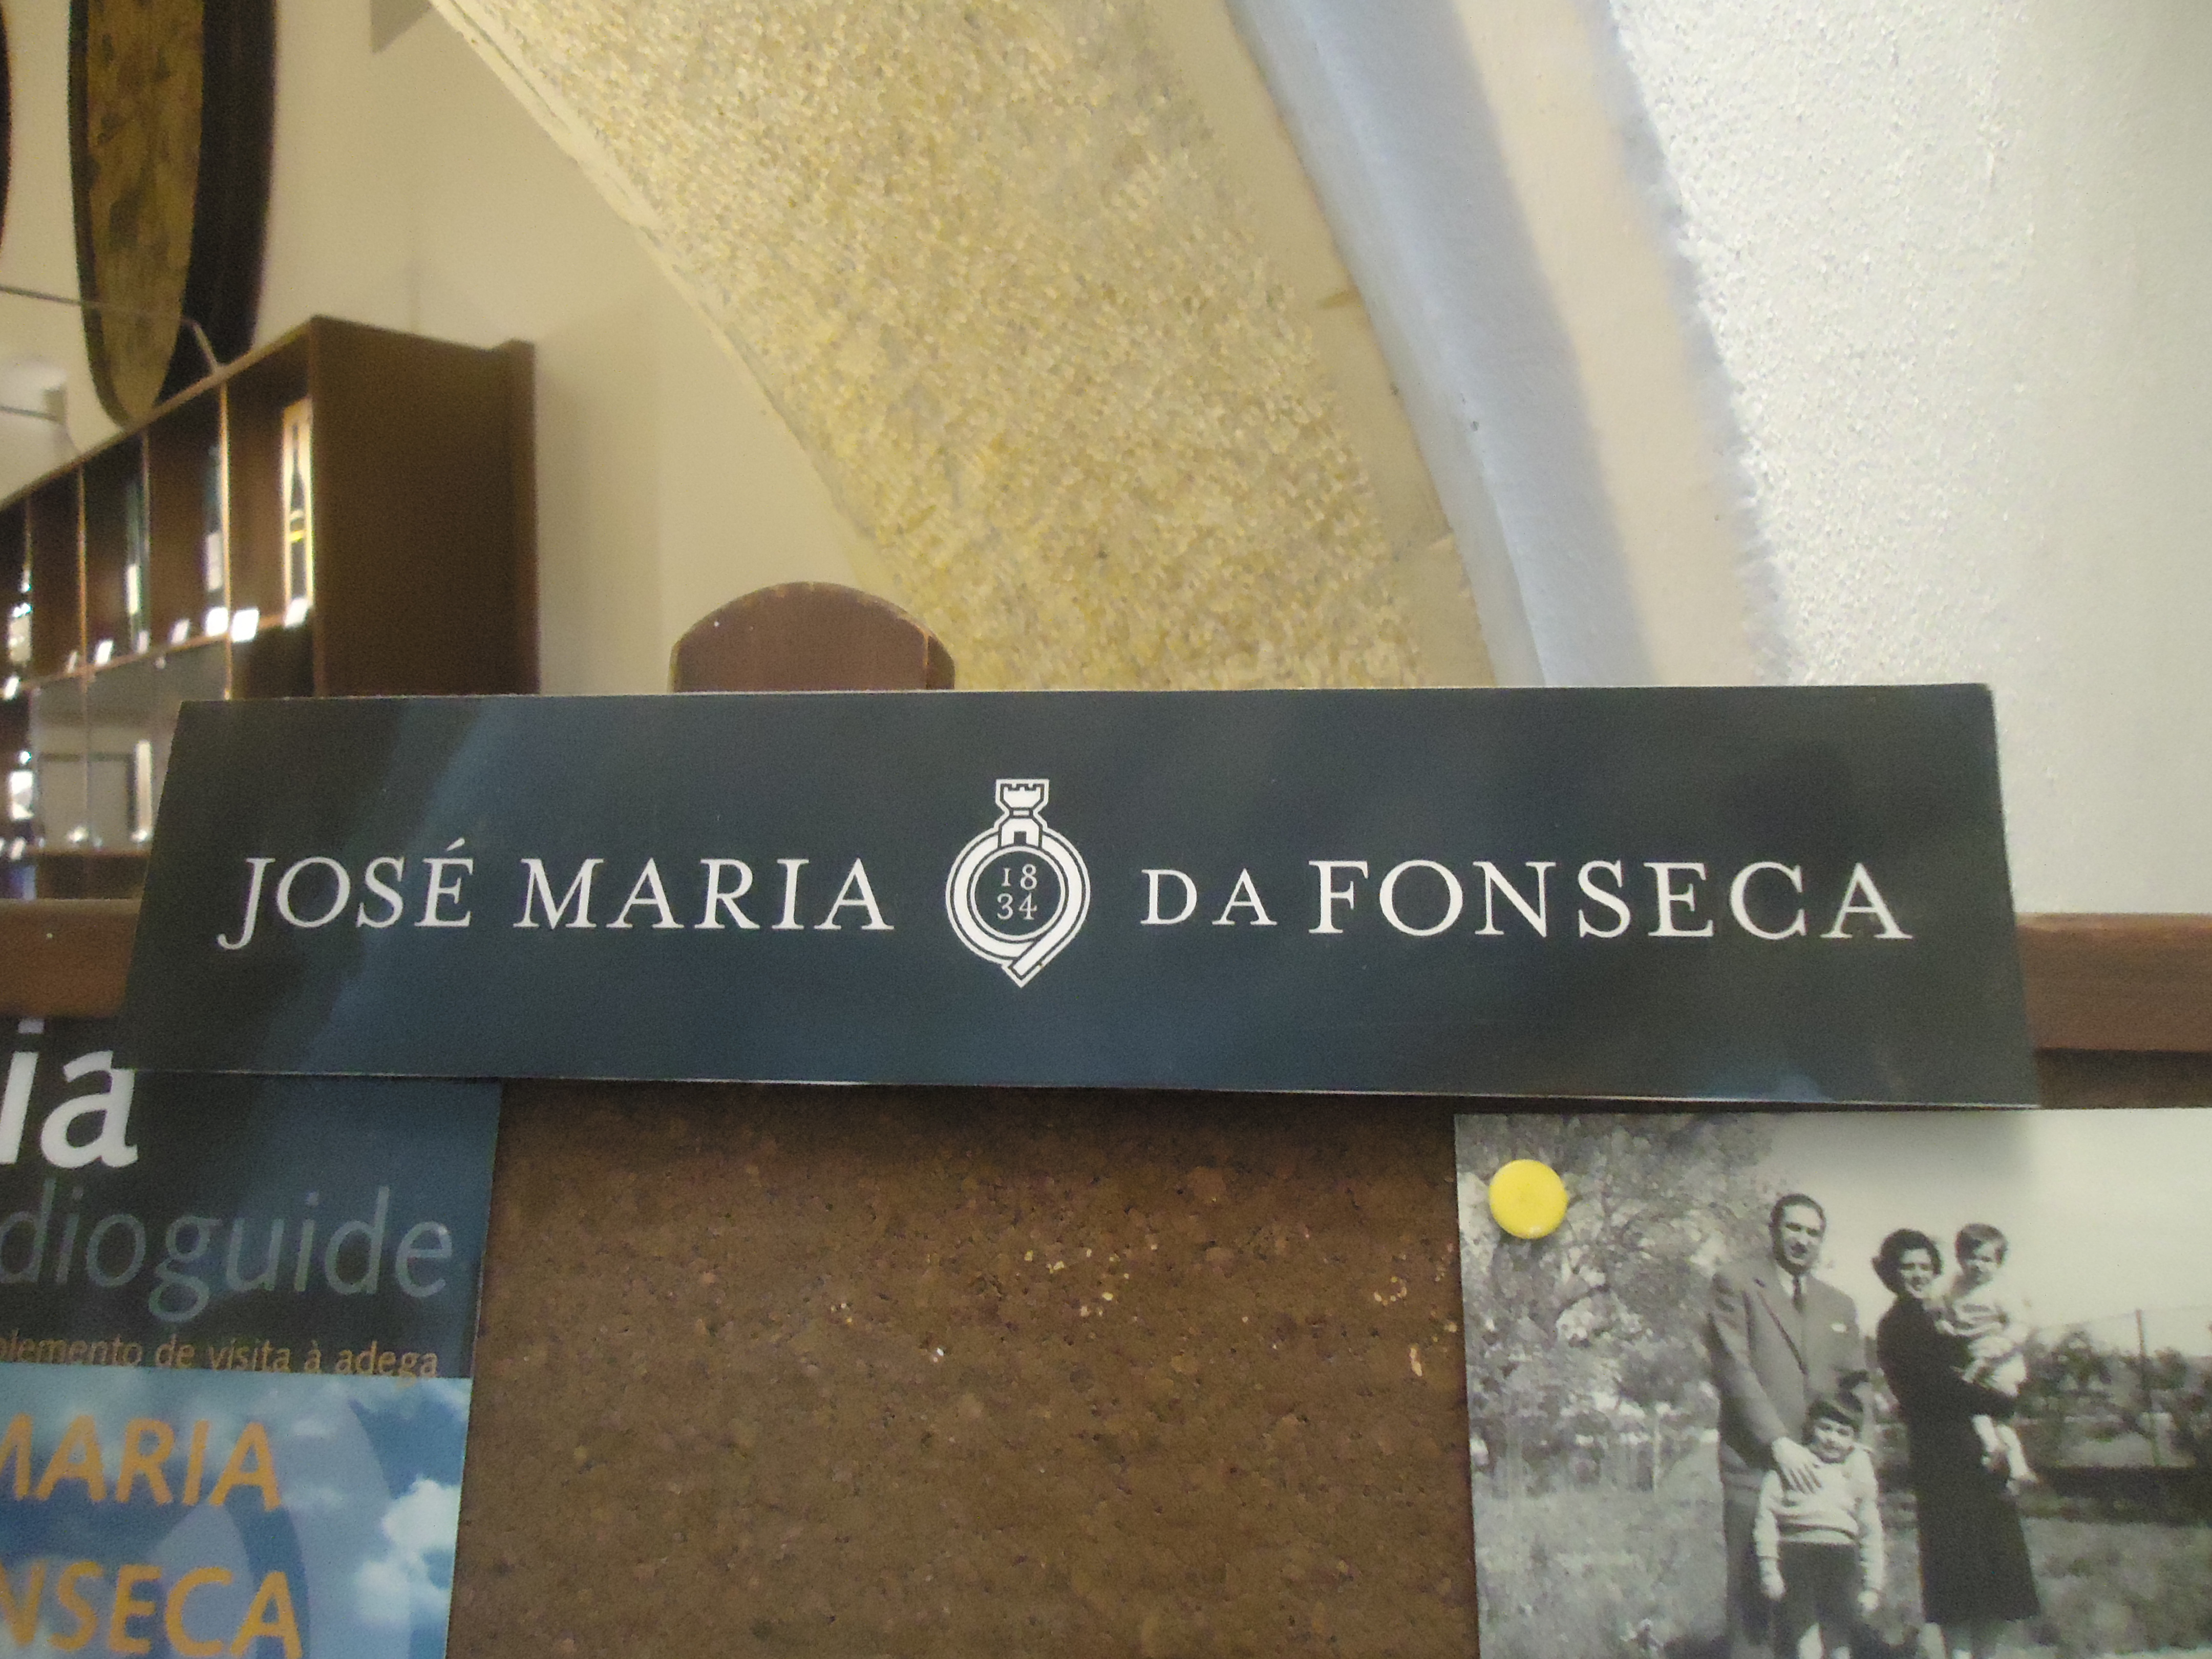 JOSÉ MARIA 18 34 DA FONSECA
ia
dioguide
plemento de visita à adega
MARIA
NSECA